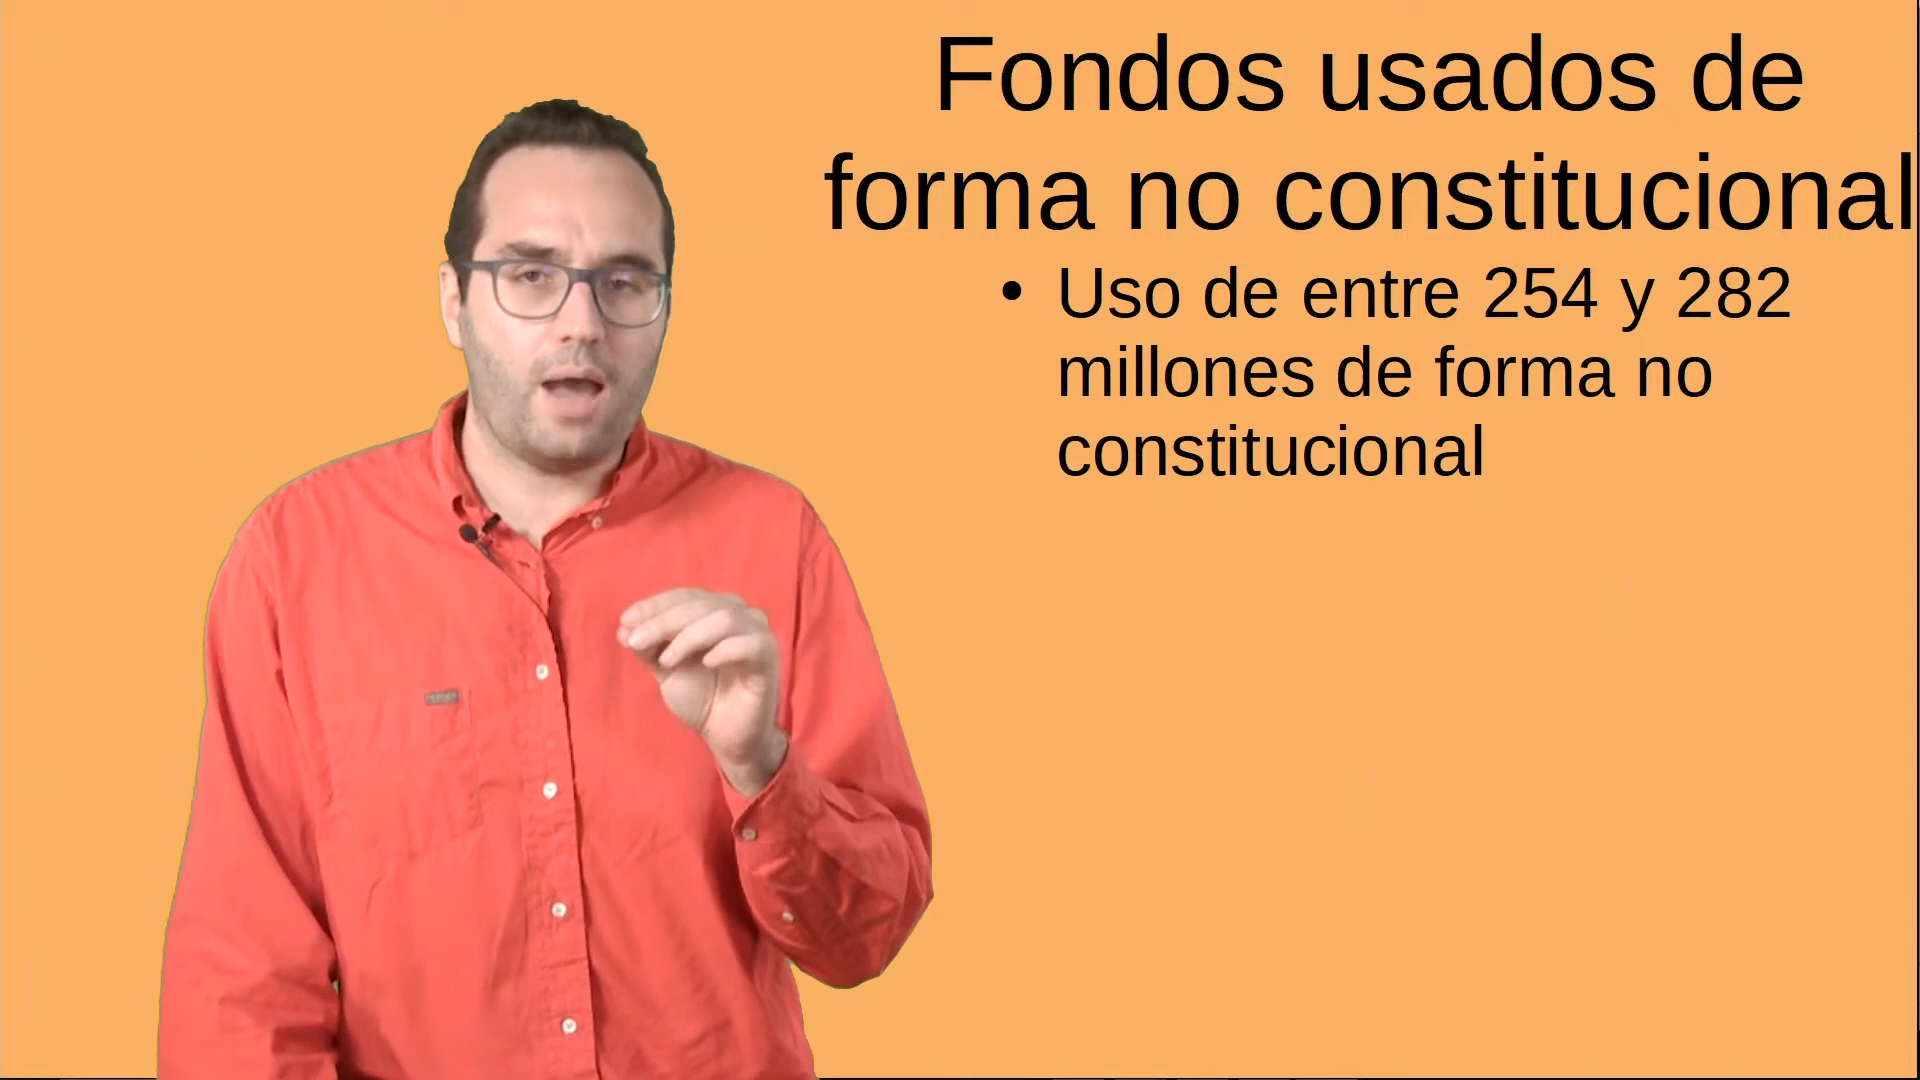 Fondos usados de
forma no constitucional
• Uso de entre 254 y 282
millones de forma no
constitucional